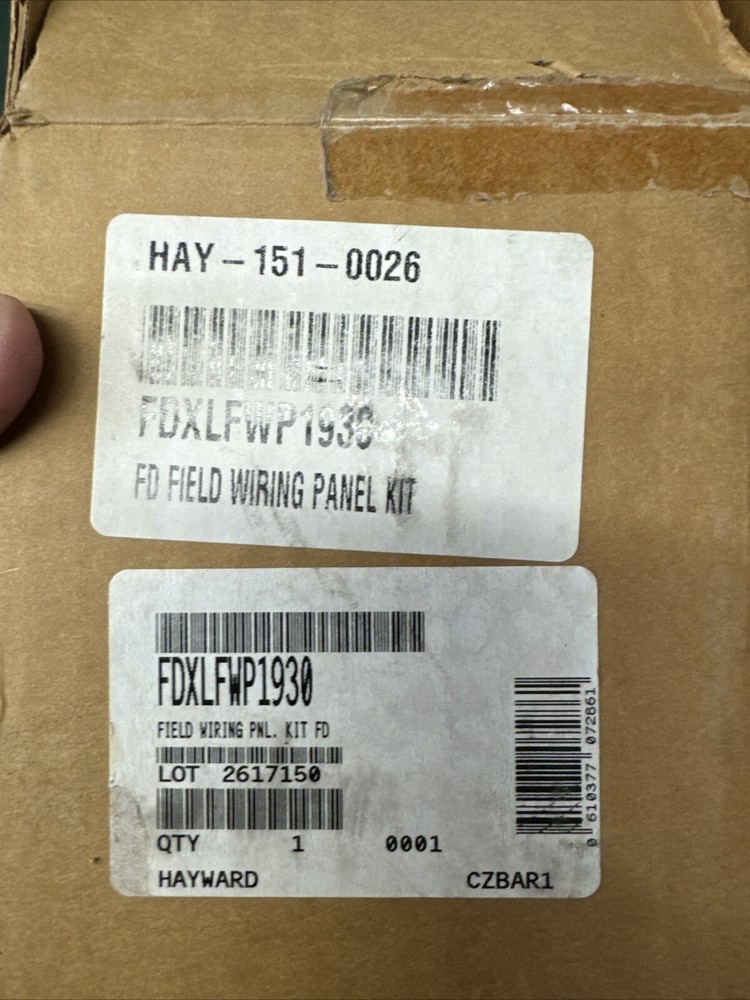 HAY-151-0026
FDXLFWP1930
FD FIELD WIRING PANEL KIT
FDXLFWP1930
FIELD WIRING PNL. KIT FD
LOT 2617150
QTY 1 0001
HAYWARD CZBAR1
0 610377 072861